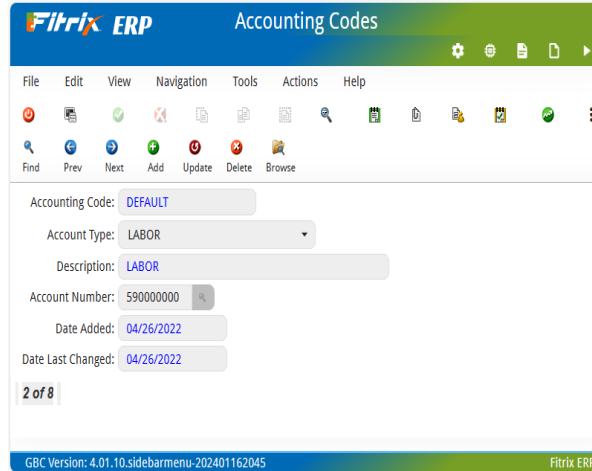 Fitrix ERP Accounting Codes
File Edit View Navigation Tools Actions Help
Find Prev Next Add Update Delete Browse
Accounting Code: DEFAULT
Account Type: LABOR
Description: LABOR
Account Number: 590000000
Date Added: 04/26/2022
Date Last Changed: 04/26/2022
2 of 8
GBC Version: 4.01.10.sidebarmenu-202401162045 Fitrix ERP